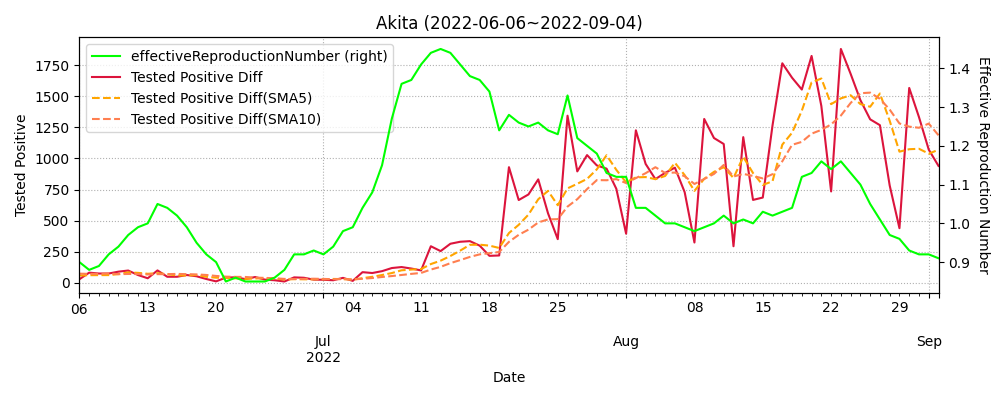 Akita (2022-06-06~2022-09-04)
effectiveReproductionNumber (right)
Tested Positive Diff
Tested Positive Diff(SMA5)
Tested Positive Diff(SMA10)
Tested Positive
1750
1500
1250
1000
750
500
250
0
Effective Reproduction Number
1.4
1.3
1.2
1.1
1.0
0.9
06 13 20 27 04 11 18 25 08 15 22 29
Jul Aug Sep
2022
Date